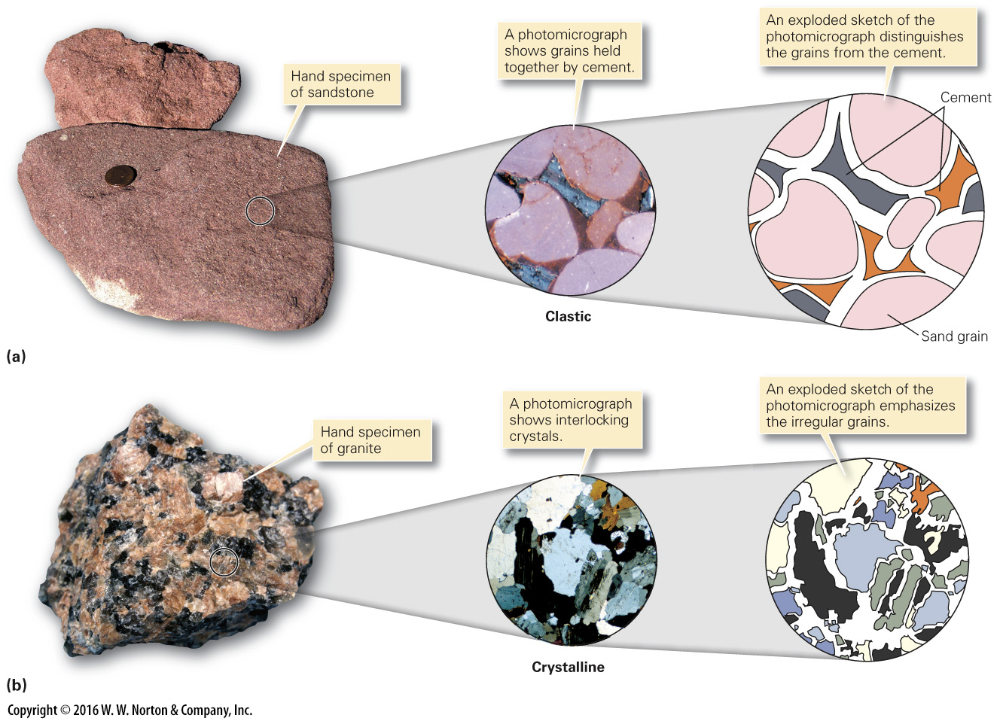 Hand specimen
of sandstone
A photomicrograph
shows grains held
together by cement.
An exploded sketch of the
photomicrograph distinguishes
the grains from the cement.
Cement
Clastic
Sand grain
(a)
Hand specimen
of granite
A photomicrograph
shows interlocking
crystals.
An exploded sketch of the
photomicrograph emphasizes
the irregular grains.
Crystalline
(b)
Copyright © 2016 W. W. Norton & Company, Inc.